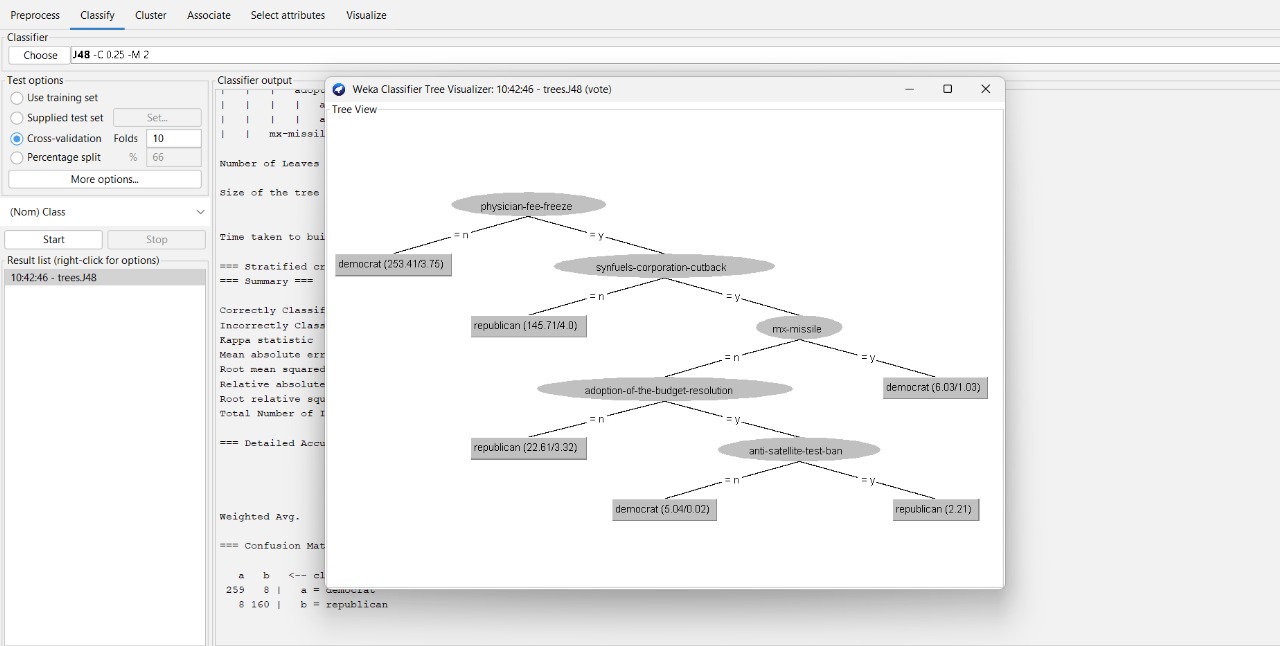 Preprocess Classify Cluster Associate Select attributes Visualize
Classifier
Choose J48 -C 0.25 -M 2
Test options
Use training set
Supplied test set Set...
Cross-validation Folds 10
Percentage split % 66
More options...
(Nom) Class
Start Stop
Result list (right-click for options)
10:42:46 - trees.J48
Classifier output
| | mx-missil
Number of Leaves
Size of the tree
Time taken to bui
=== Stratified cr
=== Summary ===
Correctly Classif
Incorrectly Class
Kappa statistic
Mean absolute err
Root mean squared
Relative absolute
Root relative squ
Total Number of I
=== Detailed Accu
Weighted Avg.
=== Confusion Mat
a b <-- cl
259 8 | a = democrat
8 160 | b = republican
Weka Classifier Tree Visualizer: 10:42:46 - trees.J48 (vote)
Tree View
physician-fee-freeze
= n = y
democrat (253.41/3.75)
synfuels-corporation-cutback
= n = y
republican (145.71/4.0)
mx-missile
= n = y
adoption-of-the-budget-resolution
democrat (6.03/1.03)
= n = y
republican (22.61/3.32)
anti-satellite-test-ban
= n = y
democrat (5.04/0.02)
republican (2.21)